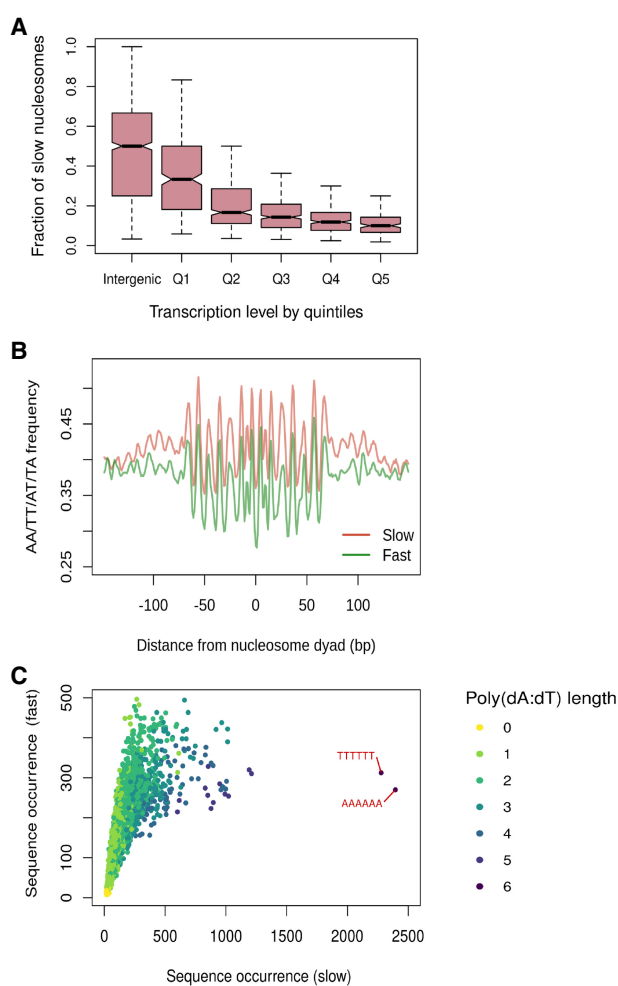 A
Fraction of slow nucleosomes
1.0
0.8
0.6
0.4
0.2
0.0
Intergenic Q1 Q2 Q3 Q4 Q5
Transcription level by quintiles
B
AA/TT/AT/TA frequency
0.45
0.35
0.25
Slow
Fast
-100 -50 0 50 100
Distance from nucleosome dyad (bp)
C
Sequence occurrence (fast)
500
300
100
0
TTTTTT
AAAAAA
0 500 1000 1500 2000 2500
Sequence occurrence (slow)
Poly(dA:dT) length
0
1
2
3
4
5
6